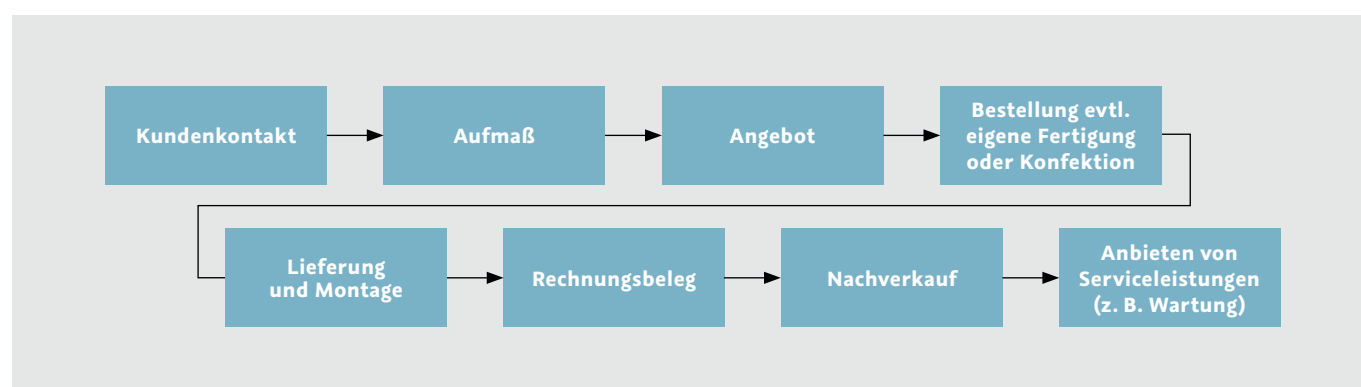 Kundenkontakt
Aufmaß
Angebot
Bestellung evtl.
eigene Fertigung
oder Konfektion
Lieferung
und Montage
Rechnungsbeleg
Nachverkauf
Anbieten von
Serviceleistungen
(z. B. Wartung)